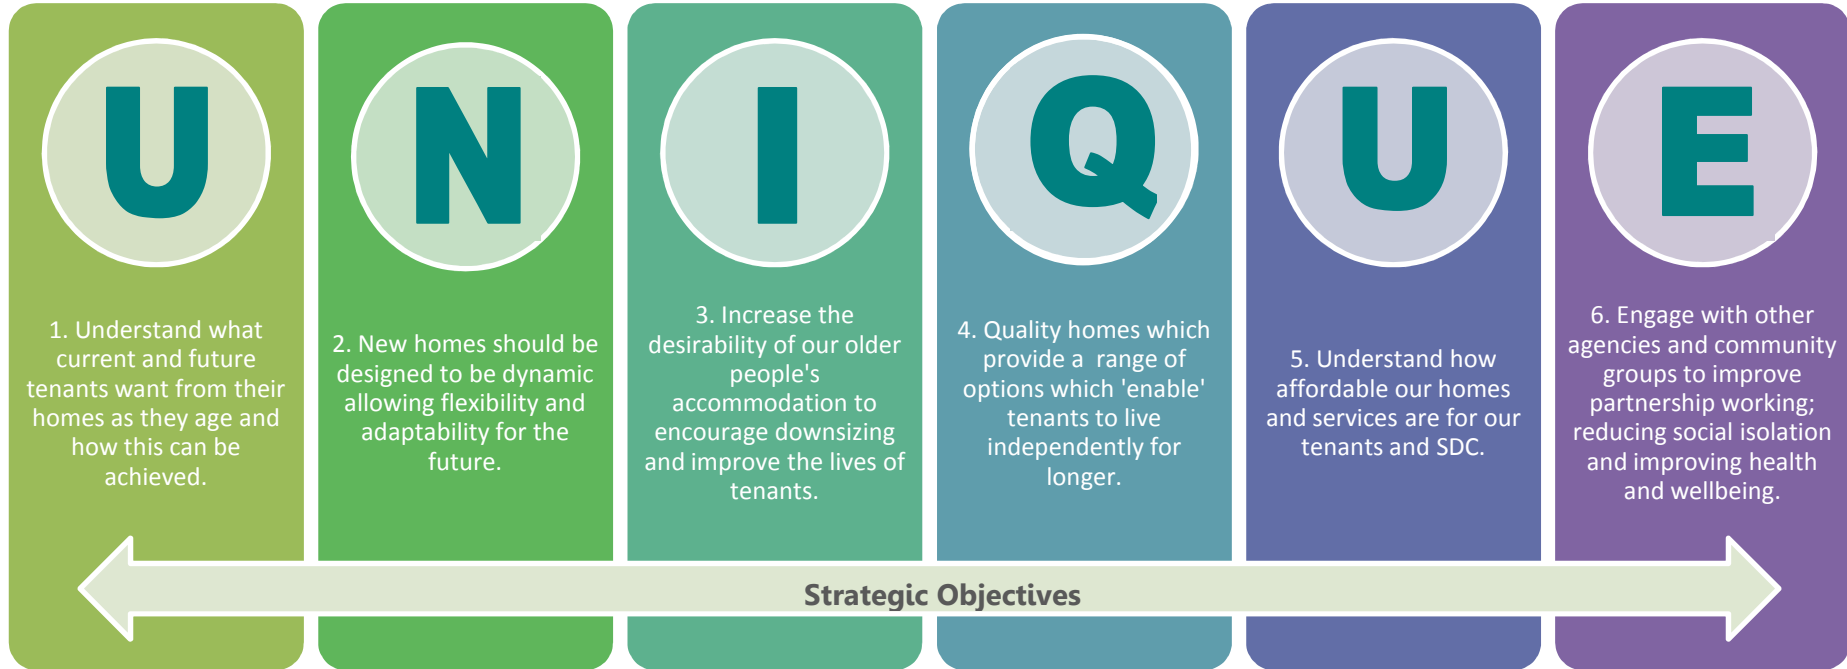 U
1. Understand what
current and future
tenants want from their
homes as they age and
how this can be
achieved.
N
2. New homes should be
designed to be dynamic
allowing flexibility and
adaptability for the
future.
I
3. Increase the
desirability of our older
people's
accommodation to
encourage downsizing
and improve the lives of
tenants.
Q
4. Quality homes which
provide a range of
options which 'enable'
tenants to live
independently for
longer.
U
5. Understand how
affordable our homes
and services are for our
tenants and SDC.
E
6. Engage with other
agencies and community
groups to improve
partnership working;
reducing social isolation
and improving health
and wellbeing.
Strategic Objectives